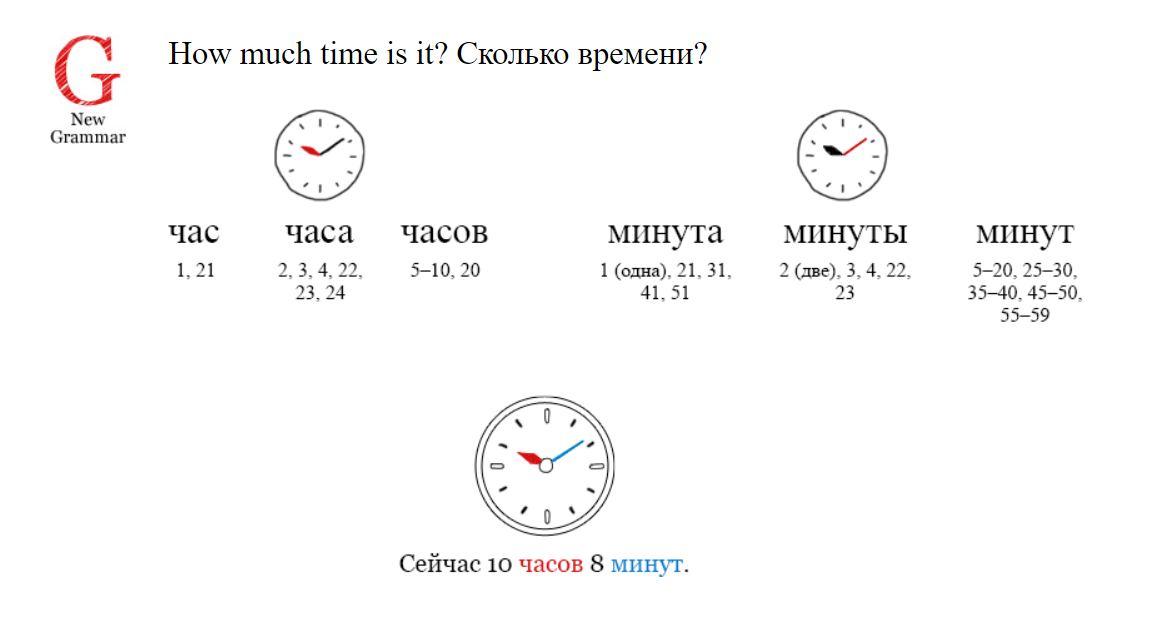 How much time is it? Сколько времени?
G
New
Grammar
час
часа
часов
минута
минуты
минут
1, 21
2, 3, 4, 22,
23, 24
5–10, 20
1 (одна), 21, 31,
41, 51
2 (две), 3, 4, 22,
23
5–20, 25–30,
35–40, 45–50,
55–59
Сейчас 10 часов 8 минут.